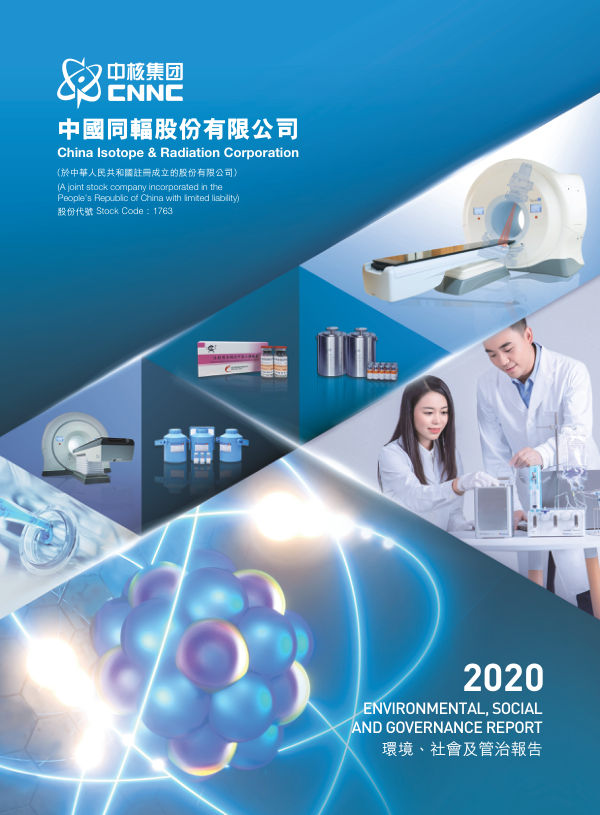 中核集团
CNNC
中國同輻股份有限公司
China Isotope & Radiation Corporation
（於中華人民共和國註冊成立的股份有限公司）
(A joint stock company incorporated in the
People's Republic of China with limited liability)
股份代號 Stock Code：1763
2020
ENVIRONMENTAL, SOCIAL
AND GOVERNANCE REPORT
環境、社會及管治報告